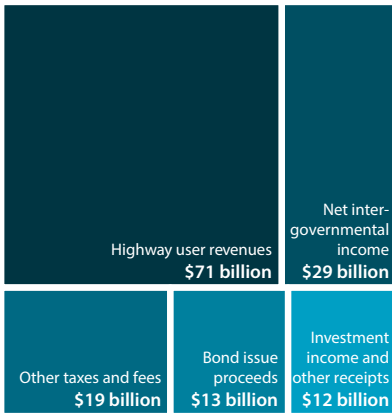 Highway user revenues
$71 billion
Net inter-
governmental
income
$29 billion
Other taxes and fees
$19 billion
Bond issue
proceeds
$13 billion
Investment
income and
other receipts
$12 billion